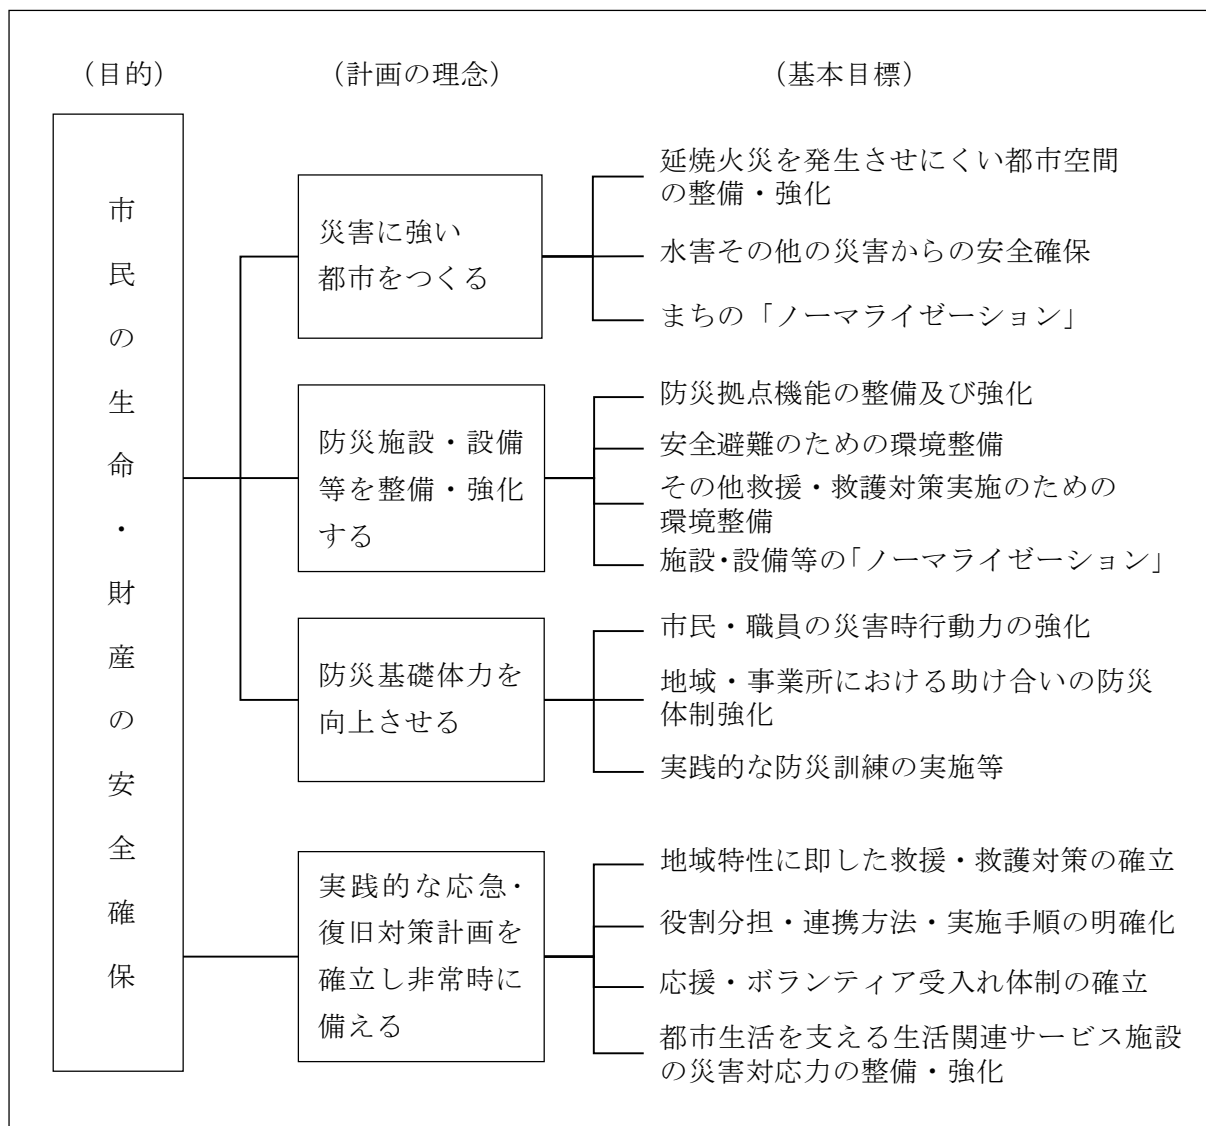 （目的）
（計画の理念）
（基本目標）
市民の生命・財産の安全確保
災害に強い
都市をつくる
延焼火災を発生させにくい都市空間
の整備・強化
水害その他の災害からの安全確保
まちの「ノーマライゼーション」
防災施設・設備
等を整備・強化
する
防災拠点機能の整備及び強化
安全避難のための環境整備
その他救援・救護対策実施のための
環境整備
施設・設備等の「ノーマライゼーション」
防災基礎体力を
向上させる
市民・職員の災害時行動力の強化
地域・事業所における助け合いの防災
体制強化
実践的な防災訓練の実施等
実践的な応急・
復旧対策計画を
確立し非常時に
備える
地域特性に即した救援・救護対策の確立
役割分担・連携方法・実施手順の明確化
応援・ボランティア受入れ体制の確立
都市生活を支える生活関連サービス施設
の災害対応力の整備・強化